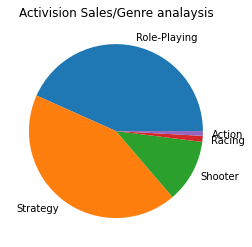 Activision Sales/Genre analaysis
Role-Playing
Action
Racing
Shooter
Strategy